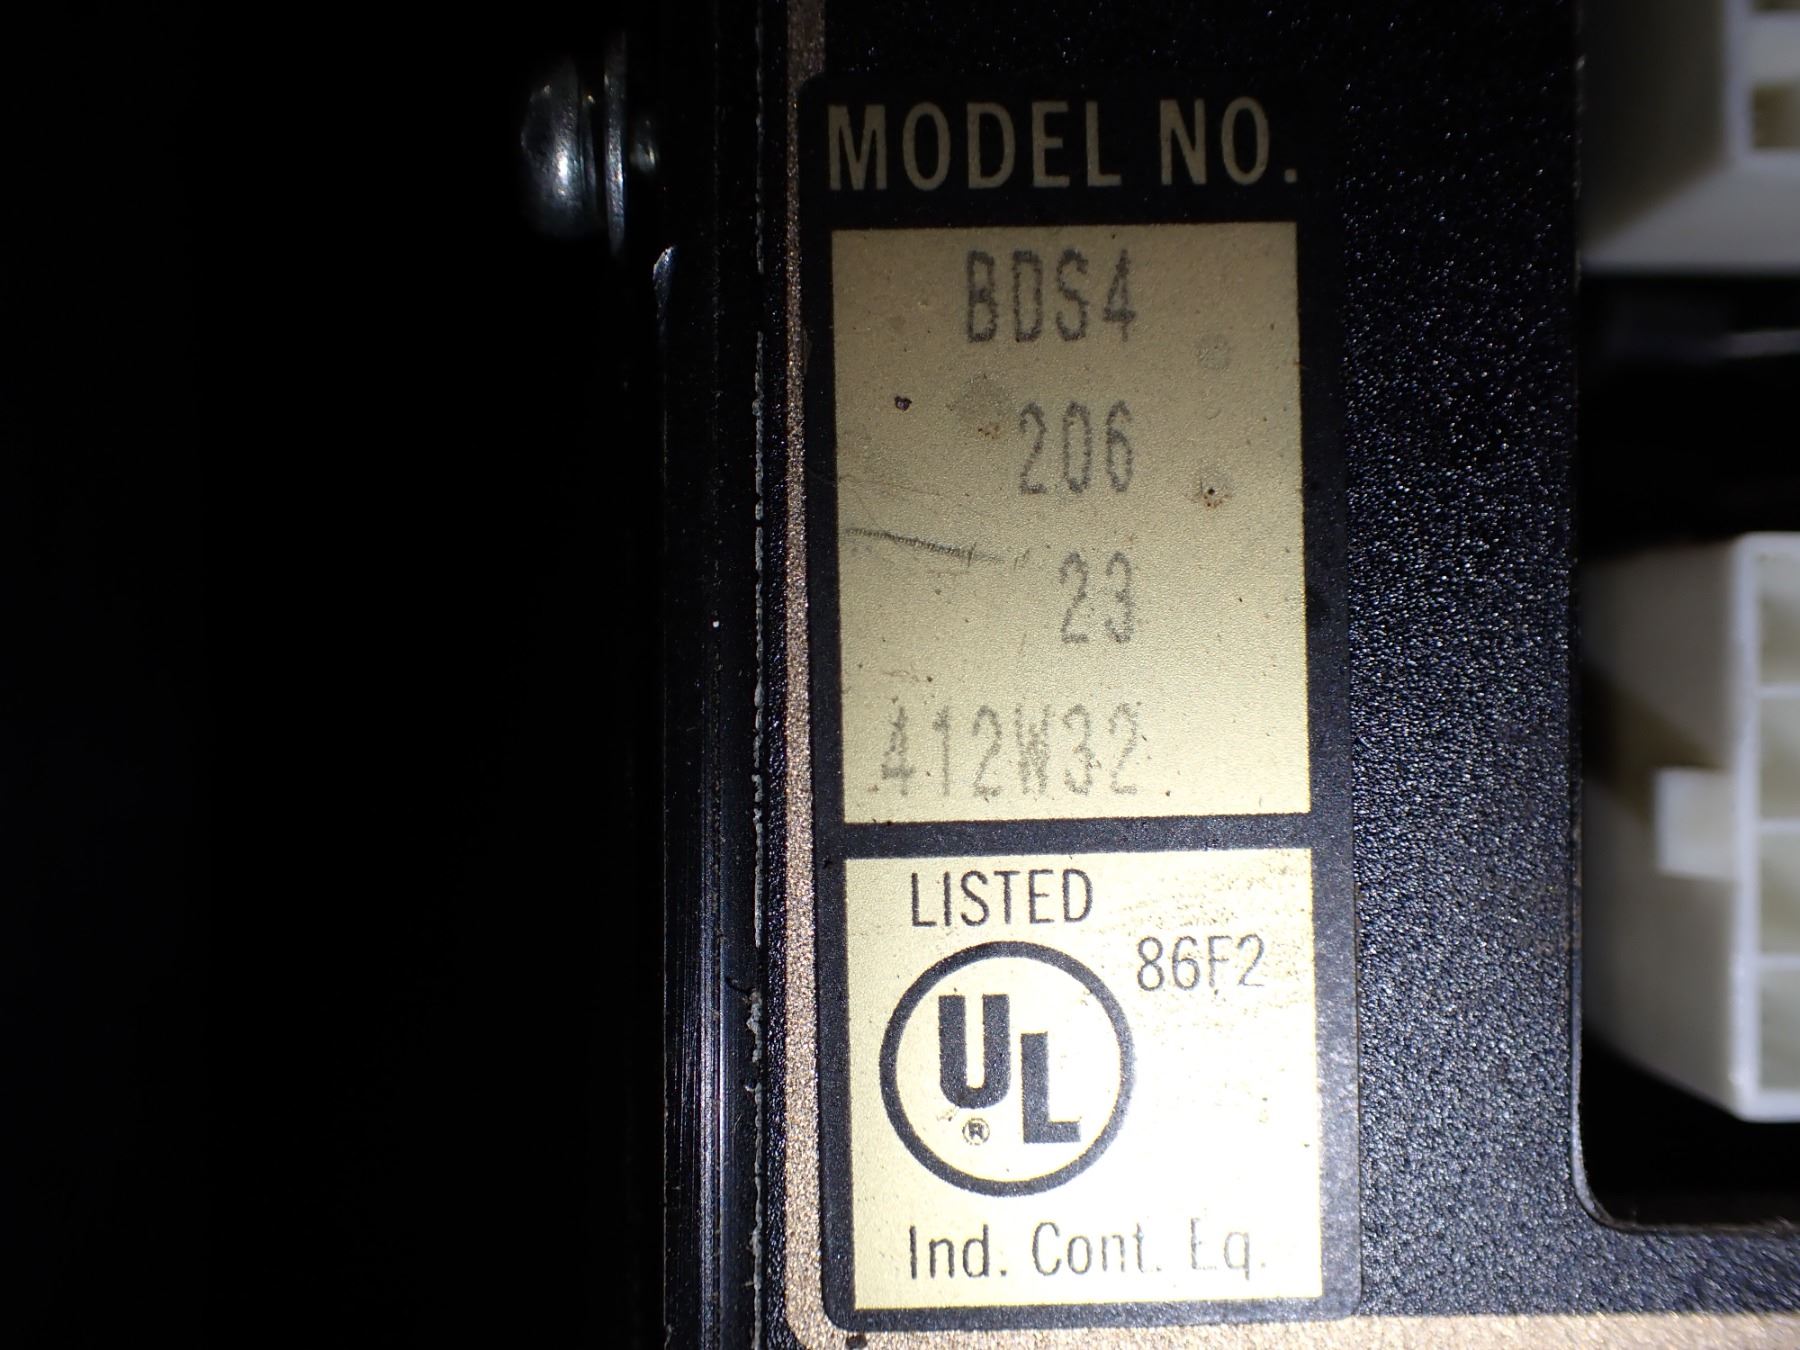 MODEL NO.
BDS4
206
23
412W32
LISTED
86F2
UL
®
Ind. Cont. Eq.